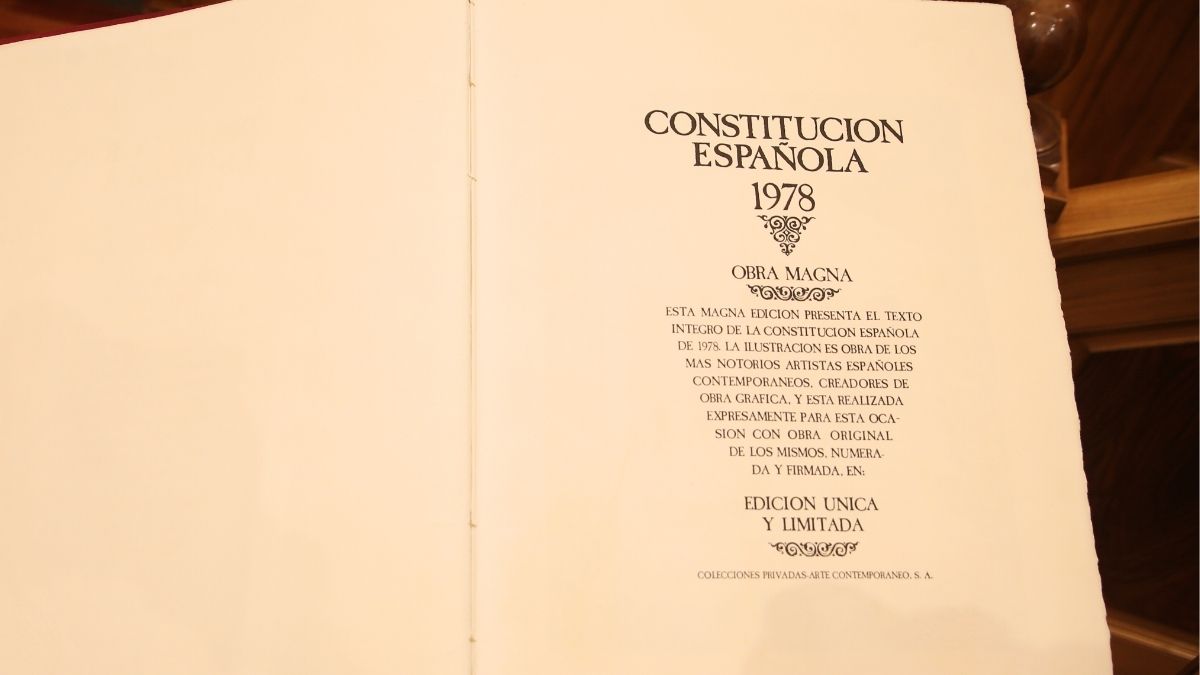 CONSTITUCION
ESPAÑOLA
1978
OBRA MAGNA
ESTA MAGNA EDICION PRESENTA EL TEXTO
INTEGRO DE LA CONSTITUCION ESPAÑOLA
DE 1978. LA ILUSTRACION ES OBRA DE LOS
MAS NOTORIOS ARTISTAS ESPAÑOLES
CONTEMPORANEOS, CREADORES DE
OBRA GRAFICA, Y ESTA REALIZADA
EXPRESAMENTE PARA ESTA OCA-
SION CON OBRA ORIGINAL
DE LOS MISMOS, NUMERA-
DA Y FIRMADA, EN:
EDICION UNICA
Y LIMITADA
COLECCIONES PRIVADAS-ARTE CONTEMPORANEO, S. A.